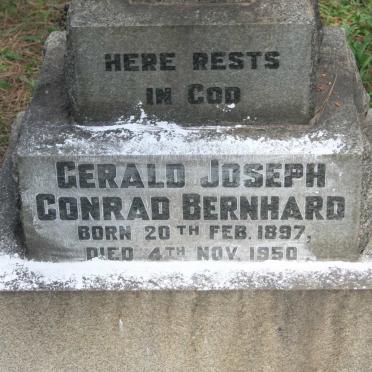 HERE RESTS
IN GOD
GERALD JOSEPH
CONRAD BERNHARD
BORN 20TH FEB. 1897,
DIED 4TH NOV. 1950